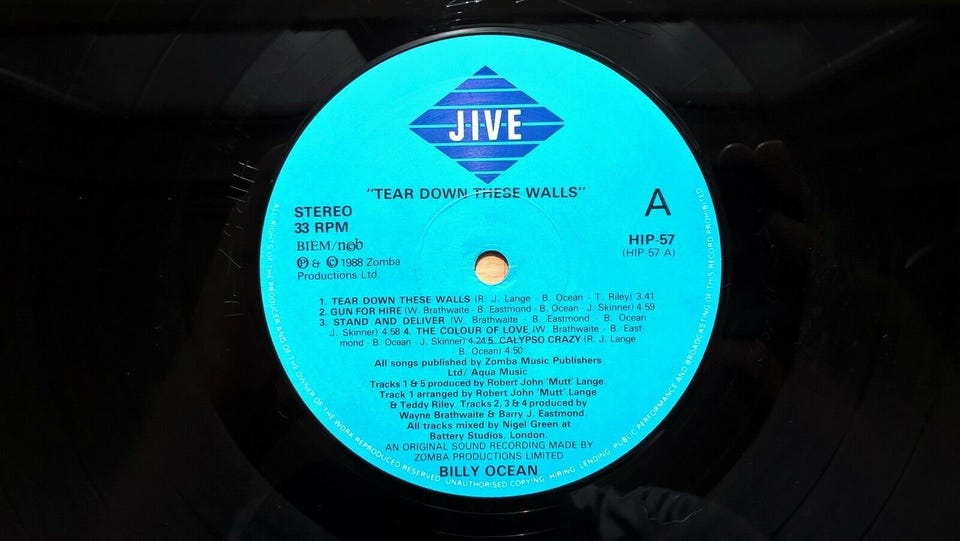 JIVE
"TEAR DOWN THESE WALLS"
STEREO
33 RPM
BIEM/ncb
Ⓟ & © 1988 Zomba
Productions Ltd.
A
HIP-57
(HIP-57 A)
1. TEAR DOWN THESE WALLS (R. J. Lange - B. Ocean - T. Riley) 3.41
2. GUN FOR HIRE (W. Brathwaite - B. Eastmond - B. Ocean - J. Skinner) 4.59
3. STAND AND DELIVER (W. Brathwaite - B. Eastmond - B. Ocean
J. Skinner) 4.58 4. THE COLOUR OF LOVE (W. Brathwaite - B. East-
mond - B. Ocean - J. Skinner) 4.24 5. CALYPSO CRAZY (R. J. Lange
B. Ocean) 4.50
All songs published by Zomba Music Publishers
Ltd/ Aqua Music
Tracks 1 & 5 produced by Robert John 'Mutt' Lange.
Track 1 arranged by Robert John 'Mutt' Lange
& Teddy Riley. Tracks 2, 3 & 4 produced by
Wayne Brathwaite & Barry J. Eastmond.
All tracks mixed by Nigel Green at
Battery Studios, London.
AN ORIGINAL SOUND RECORDING MADE BY
ZOMBA PRODUCTIONS LIMITED
BILLY OCEAN
ALL RIGHTS OF THE PRODUCER AND OF THE OWNER OF THE WORK REPRODUCED RESERVED. UNAUTHORISED COPYING, HIRING, LENDING, PUBLIC PERFORMANCE AND BROADCASTING OF THIS RECORD PROHIBITED